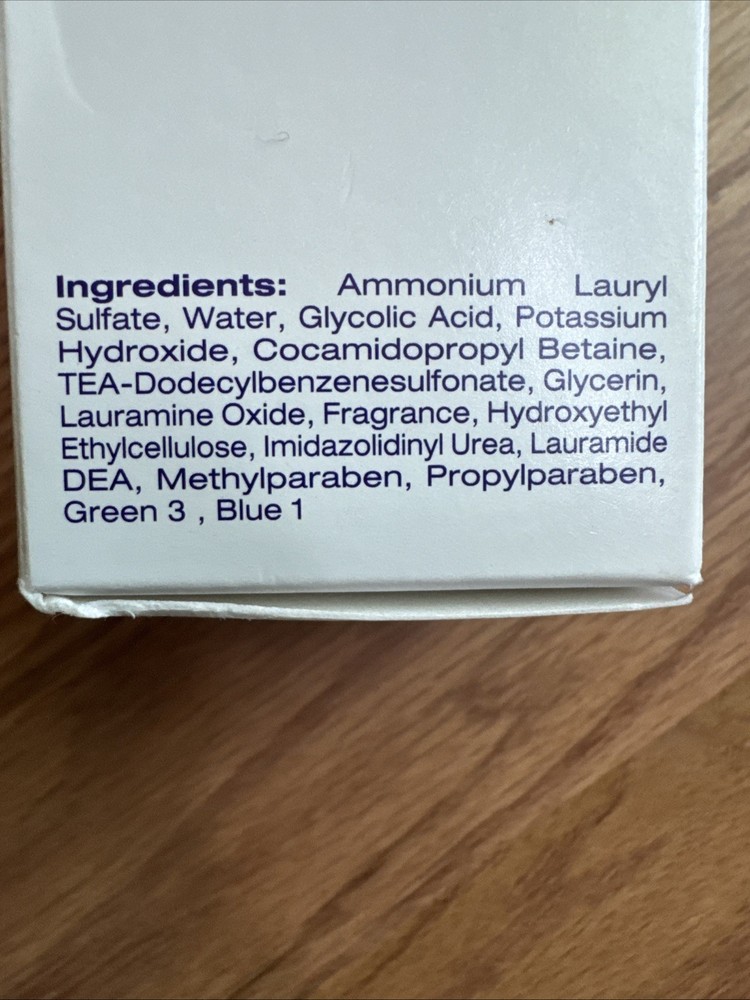 Ingredients: Ammonium Lauryl
Sulfate, Water, Glycolic Acid, Potassium
Hydroxide, Cocamidopropyl Betaine,
TEA-Dodecylbenzenesulfonate, Glycerin,
Lauramine Oxide, Fragrance, Hydroxyethyl
Ethylcellulose, Imidazolidinyl Urea, Lauramide
DEA, Methylparaben, Propylparaben,
Green 3 , Blue 1